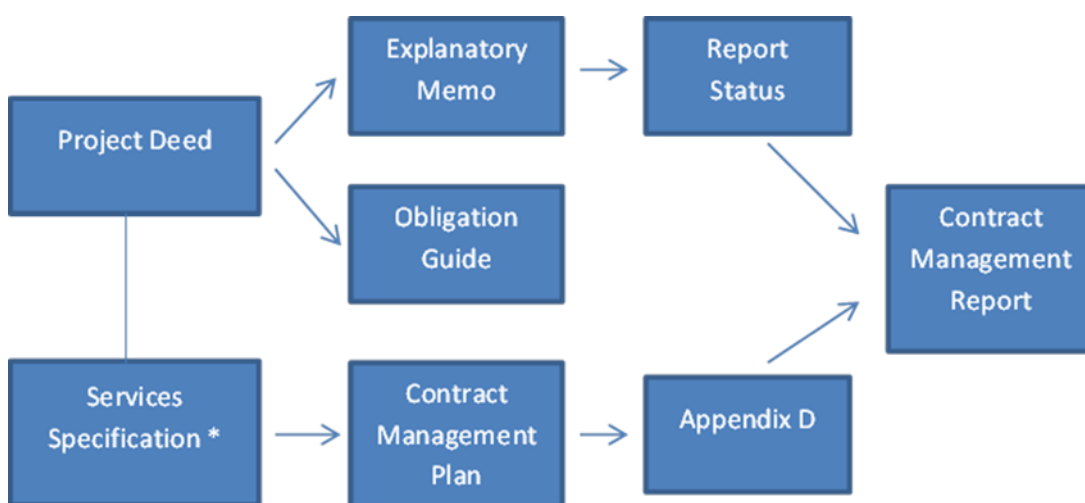 Project Deed
Explanatory
Memo
Report
Status
Obligation
Guide
Contract
Management
Report
Services
Specification *
Contract
Management
Plan
Appendix D